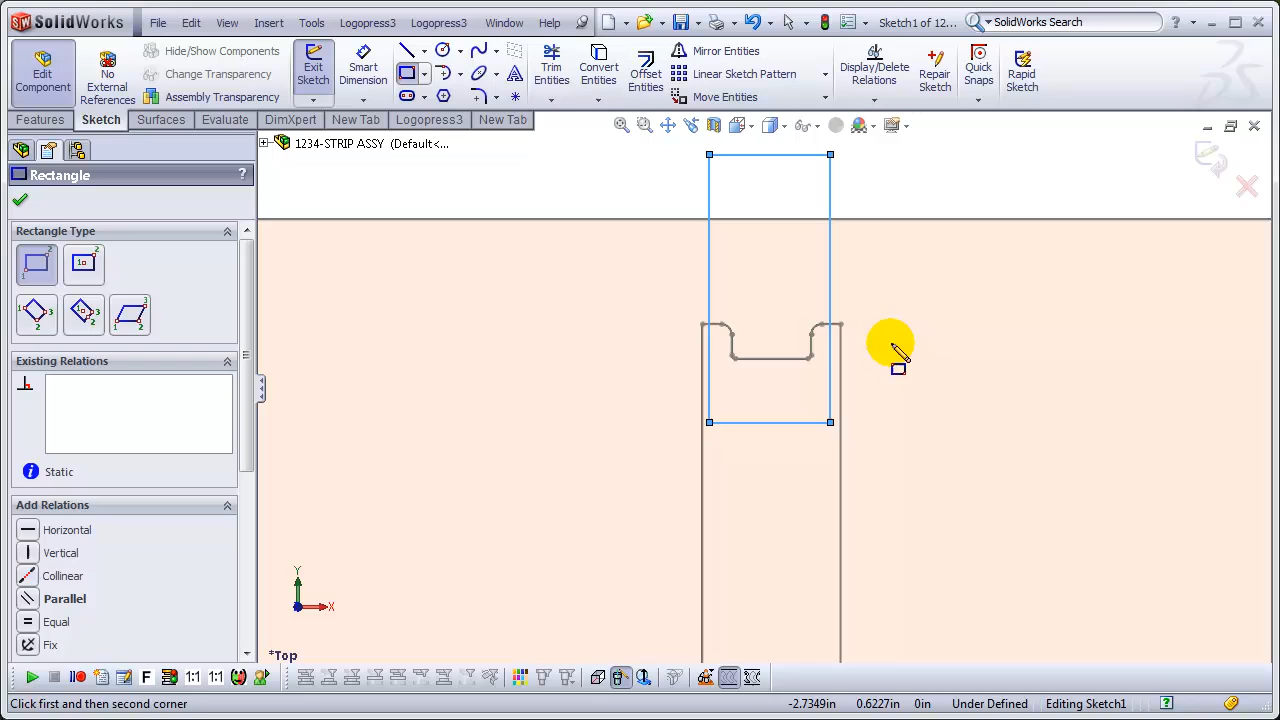 SolidWorks
File Edit View Insert Tools Logopress3 Logopress3 Window Help
Sketch1 of 12...
SolidWorks Search
Edit Component
No External References
Hide/Show Components
Change Transparency
Assembly Transparency
Exit Sketch
Smart Dimension
Trim Entities
Convert Entities
Offset Entities
Mirror Entities
Linear Sketch Pattern
Move Entities
Display/Delete Relations
Repair Sketch
Quick Snaps
Rapid Sketch
Features Sketch Surfaces Evaluate DimXpert New Tab Logopress3 New Tab
1234-STRIP ASSY (Default<...
Rectangle ?
Rectangle Type
Existing Relations
Static
Add Relations
Horizontal
Vertical
Collinear
Parallel
Equal
Fix
Y
X
*Top
F
1:1 1:1
Click first and then second corner
-2.7349in 0.6227in 0in Under Defined Editing Sketch1